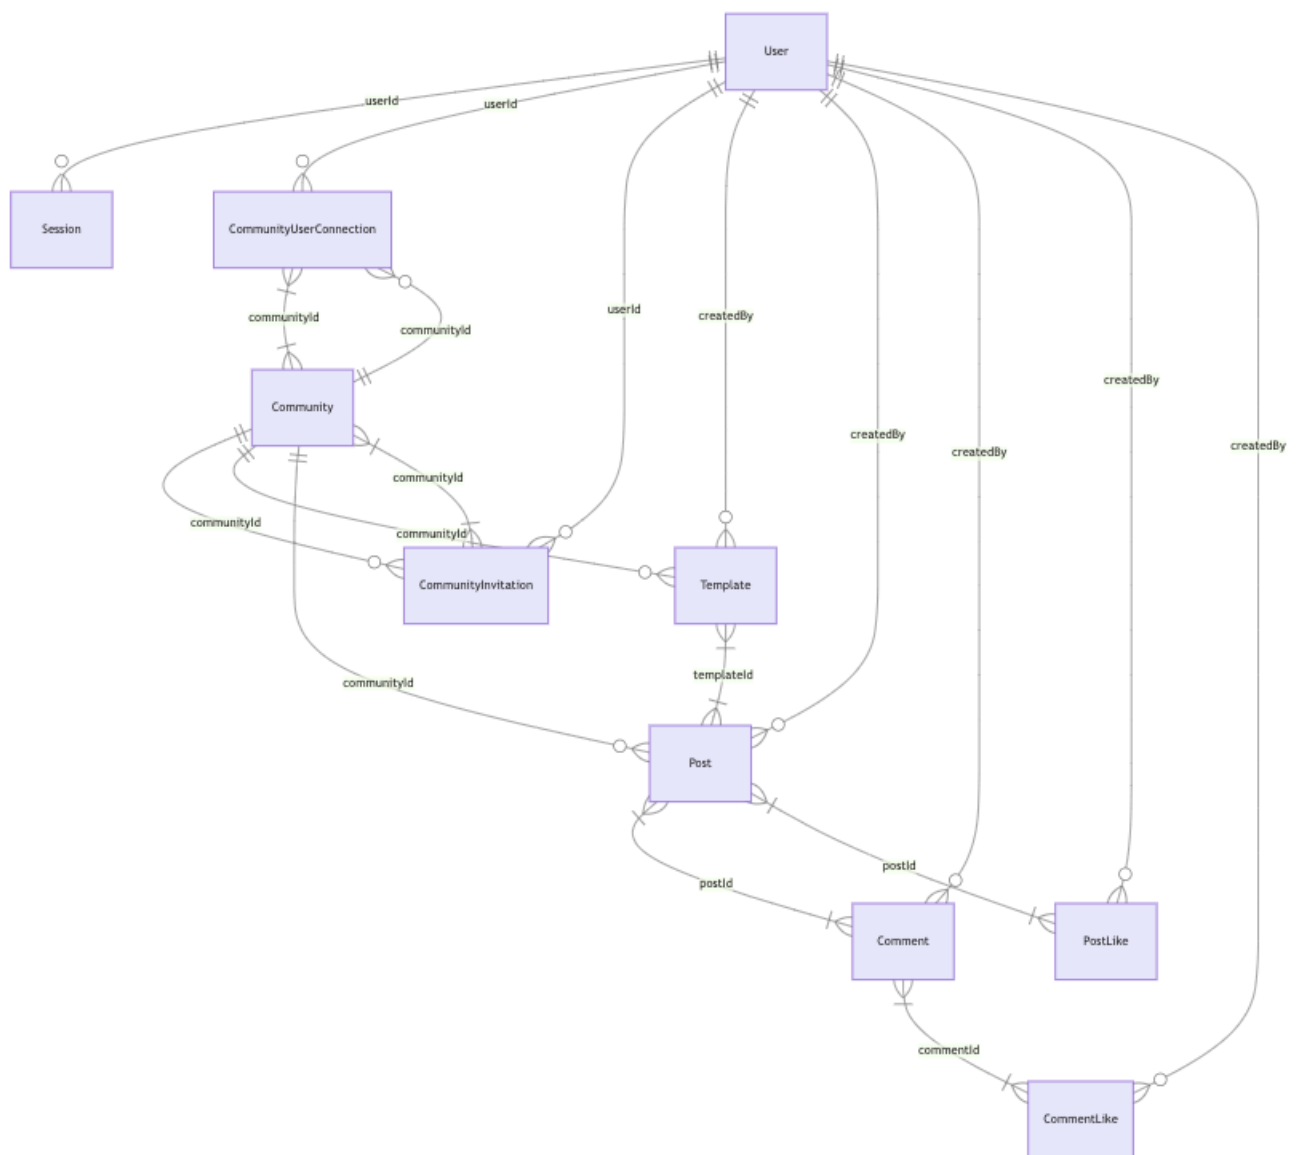 User
userId
userId
Session
CommunityUserConnection
communityId
userId
createdBy
communityId
createdBy
Community
createdBy
createdBy
createdBy
communityId
communityId
communityId
CommunityInvitation
Template
templateId
communityId
Post
postId
postId
Comment
PostLike
commentId
CommentLike